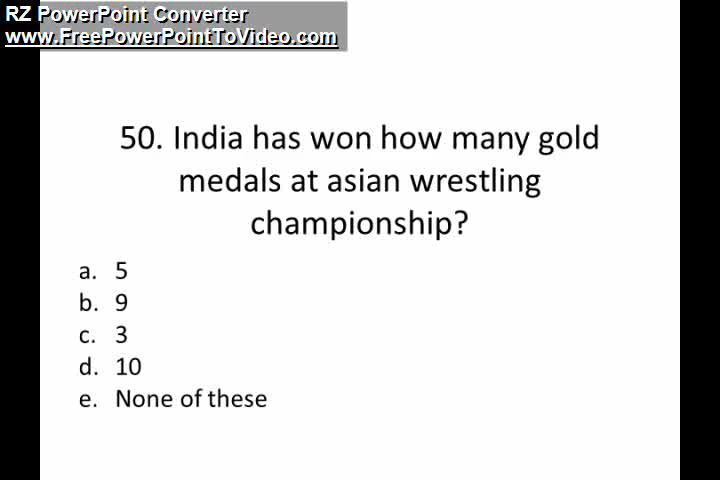 RZ PowerPoint Converter
www.FreePowerPointToVideo.com
50. India has won how many gold
medals at asian wrestling
championship?
a. 5
b. 9
c. 3
d. 10
e. None of these